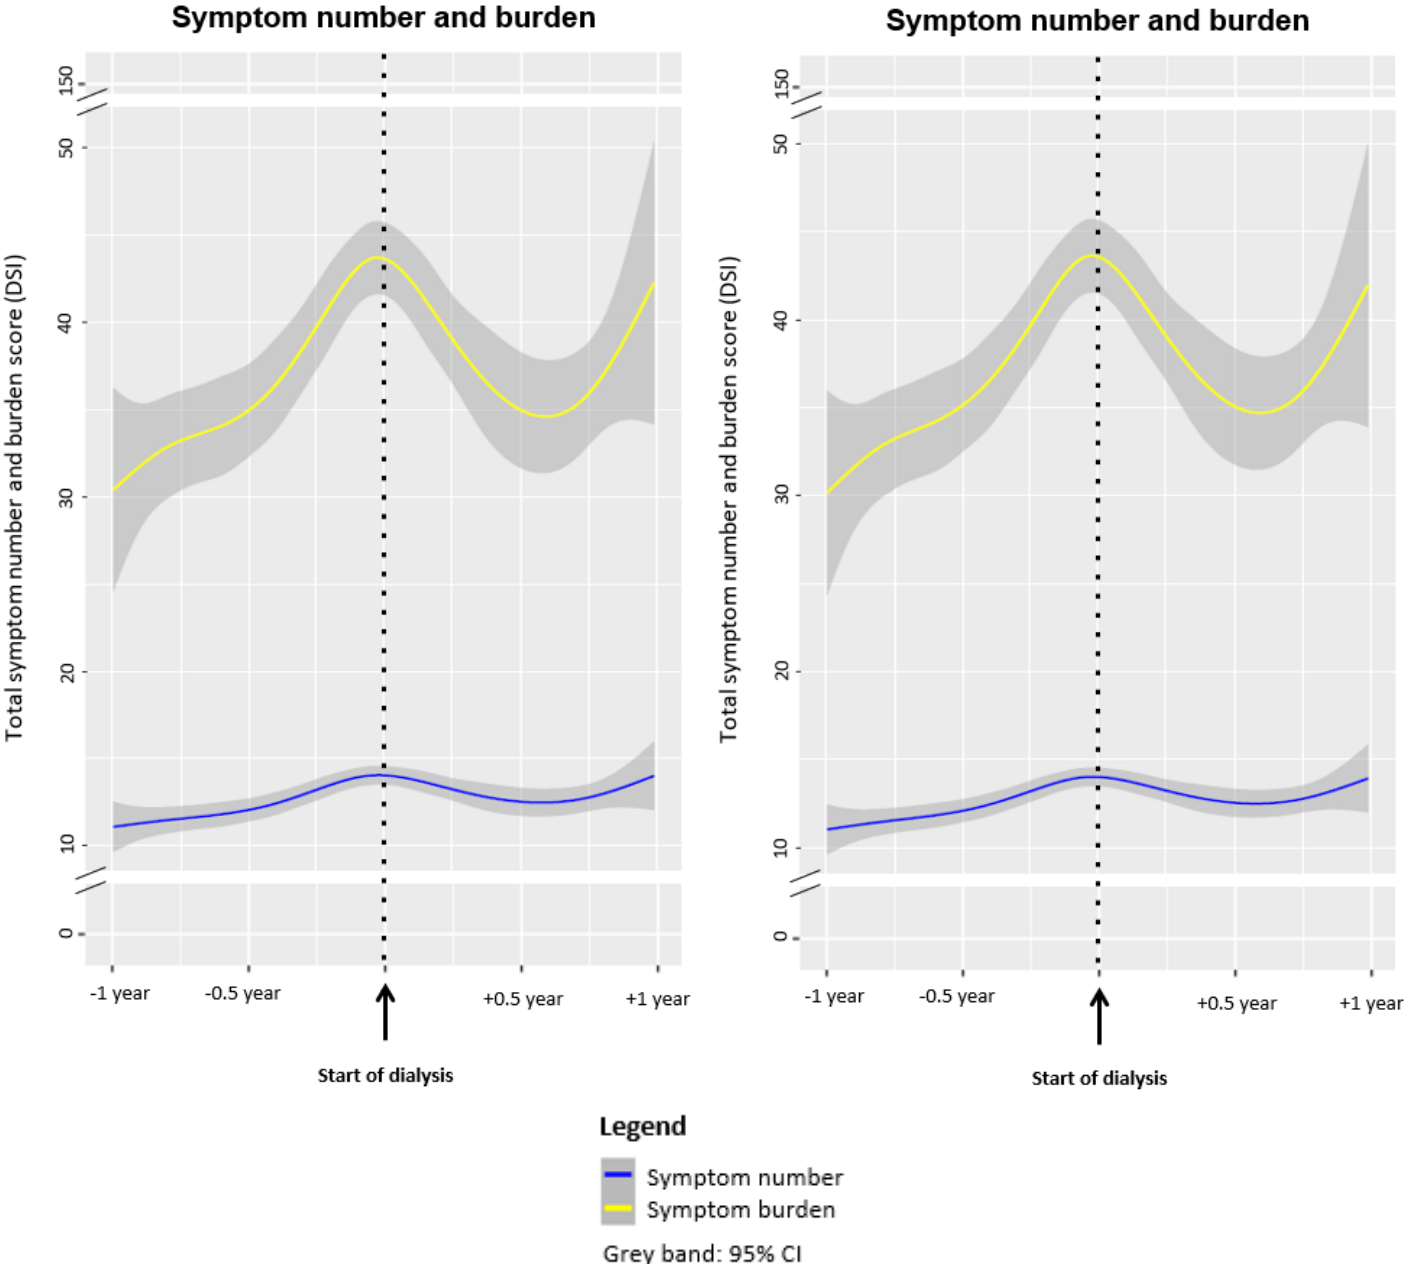 Symptom number and burden
Total symptom number and burden score (DSI)
150
50
40
30
20
10
0
-1 year
-0.5 year
+0.5 year
+1 year
Start of dialysis
Symptom number and burden
Total symptom number and burden score (DSI)
150
50
40
30
20
10
0
-1 year
-0.5 year
+0.5 year
+1 year
Start of dialysis
Legend
Symptom number
Symptom burden
Grey band: 95% CI